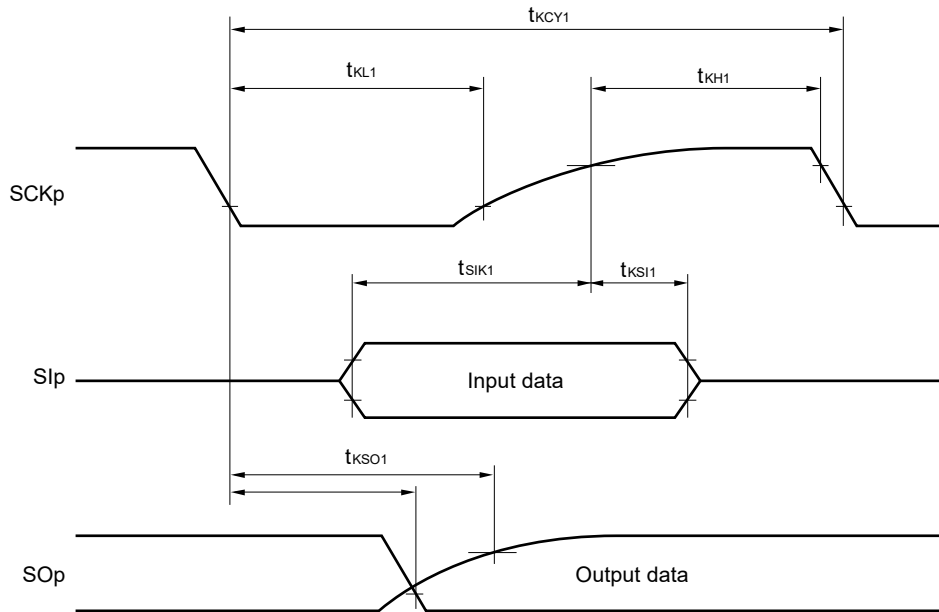 tKCY1
tKL1
tKH1
SCKp
tSIK1
tKSI1
SIp
Input data
tKSO1
SOp
Output data